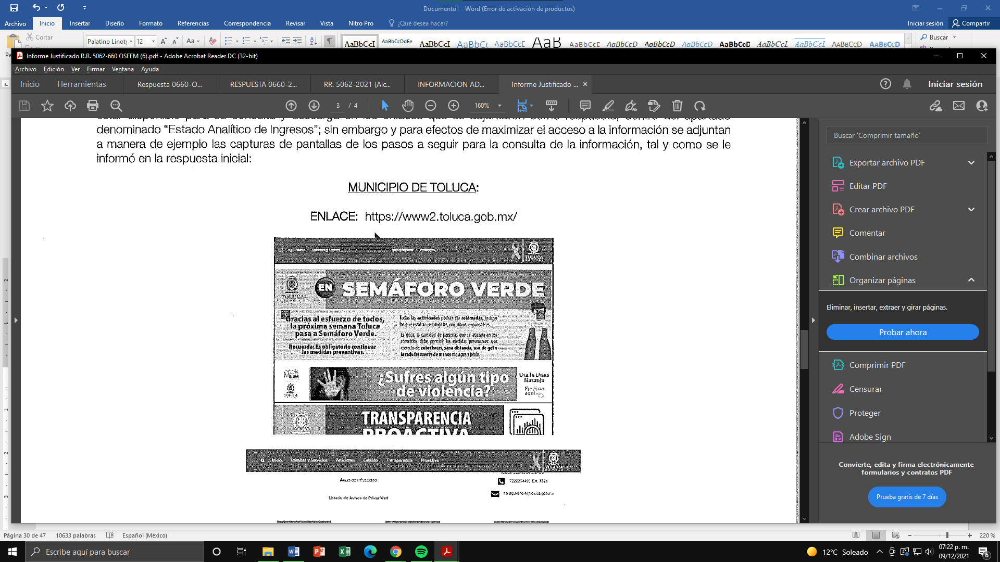 Documento1 - Word (Error de activación de productos)
Archivo Inicio Insertar Diseño Formato Referencias Correspondencia Revisar Vista Nitro Pro ¿Qué desea hacer? Iniciar sesión Compartir
Cortar Palatino Linoty 12 Aa AaBbCcI AaBbCcDdEe AaBbCcI AaBbCc AaBbCcD AaB AaBbCcD AaBbCcD AaBbCcD AaBbCcD AaBbCcD AaBbCcI AaBbCcI AaBbCcD AaBbCcD Buscar
Informe Justificado R.R. 5062-660 OSFEM (6).pdf - Adobe Acrobat Reader DC (32-bit)
Archivo Edición Ver Firmar Ventana Ayuda
Inicio Herramientas Respuesta 0660-O... RESPUESTA 0660-2... RR. 5062-2021 (Alc... INFORMACION AD... Informe Justificado ... Iniciar sesión
3 / 4 160%
denominado “Estado Analítico de Ingresos”; sin embargo y para efectos de maximizar el acceso a la información se adjuntan
a manera de ejemplo las capturas de pantallas de los pasos a seguir para la consulta de la información, tal y como se le
informó en la respuesta inicial:
MUNICIPIO DE TOLUCA:
ENLACE: https://www2.toluca.gob.mx/
Inicio Transparencia Proactiva
TOLUCA
EN SEMÁFORO VERDE
TOLUCA
Gracias al esfuerzo de todos,
la próxima semana Toluca
pasa a Semáforo Verde.
Recuerda: Es obligatorio continuar
las medidas preventivas.
Todas las actividades podrán ser retomadas, incluso
las que estaban restringidas, con aforos responsables.
Es decir, la cantidad de personas que se atienda en los
comercios debe permitir las medidas preventivas: uso
correcto de cubrebocas, sana distancia, uso de gel o
lavado frecuente de manos con agua y jabón.
MUJER
¿Sufres algún tipo
de violencia?
Usa la Línea
Naranja
Presiona
aquí
TRANSPARENCIA
PROACTIVA
Inicio Trámites y Servicios Peticiones Cabildo Transparencia Proactiva
TOLUCA
Aviso de Privacidad
Listado de Avisos de Privacidad
Buscar 'Comprimir tamaño'
Exportar archivo PDF
Editar PDF
Crear archivo PDF
Comentar
Combinar archivos
Organizar páginas
Eliminar, insertar, extraer y girar páginas.
Probar ahora
Comprimir PDF
Censurar
Proteger
Adobe Sign
Convierte, edita y firma electrónicamente
formularios y contratos PDF
Prueba gratis de 7 días
Página 30 de 47 10633 palabras Español (México) 220 %
Escribe aquí para buscar 12°C Soleado 07:22 p. m.
09/12/2021 6